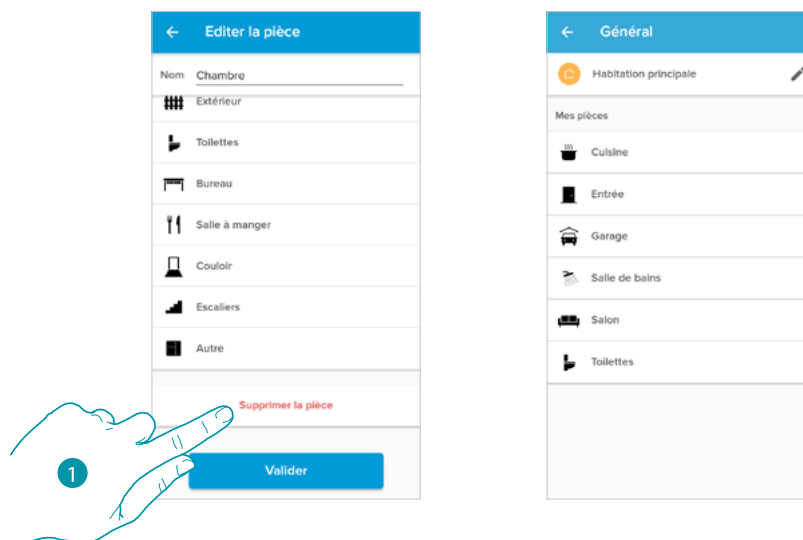 Editer la pièce
Nom Chambre
Extérieur
Toilettes
Bureau
Salle à manger
Couloir
Escaliers
Autre
Supprimer la pièce
1
Valider
Général
Habitation principale
Mes pièces
Cuisine
Entrée
Garage
Salle de bains
Salon
Toilettes